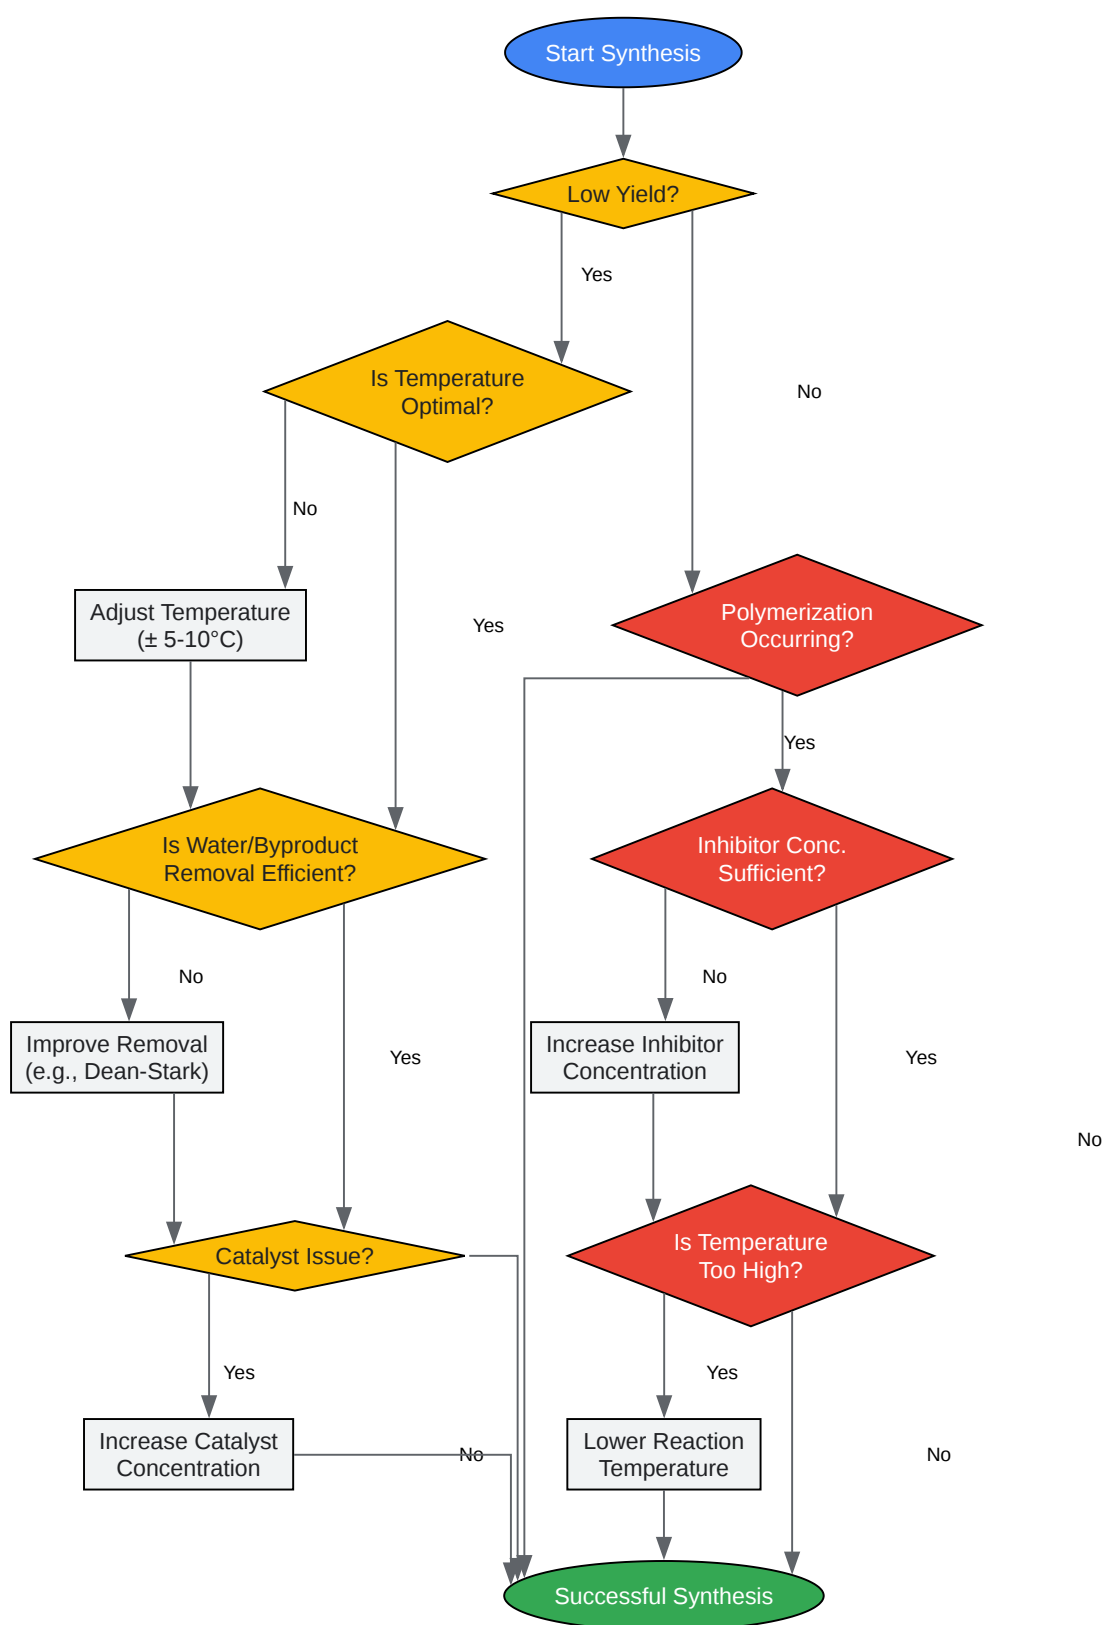 Start Synthesis
Low Yield?
Yes
Is Temperature
Optimal?
No
No
Adjust Temperature
(± 5-10°C)
Yes
Polymerization
Occurring?
Yes
Is Water/Byproduct
Removal Efficient?
Inhibitor Conc.
Sufficient?
No
No
Improve Removal
(e.g., Dean-Stark)
Yes
Increase Inhibitor
Concentration
Yes
No
Catalyst Issue?
Is Temperature
Too High?
Yes
Yes
Increase Catalyst
Concentration
No
Lower Reaction
Temperature
No
Successful Synthesis